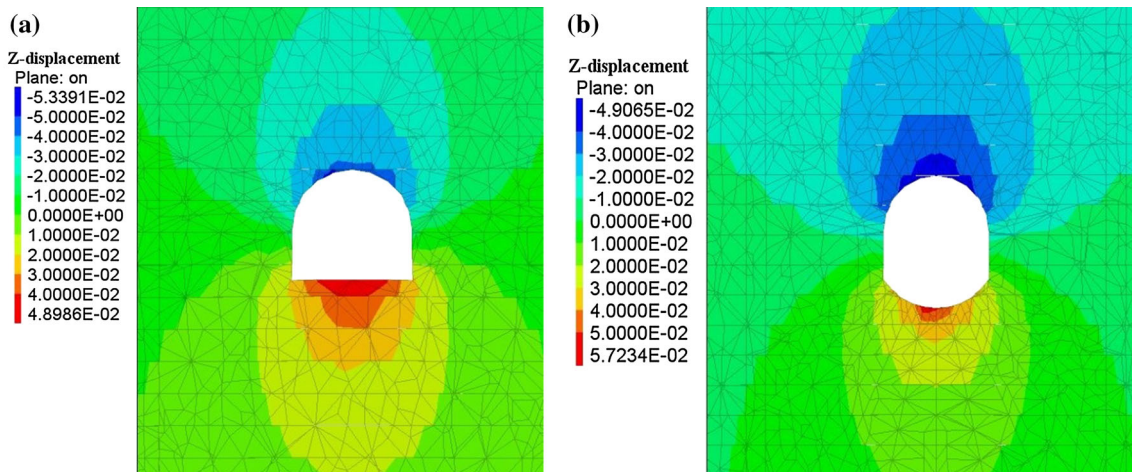 (a)
Z-displacement
Plane: on
-5.3391E-02
-5.0000E-02
-4.0000E-02
-3.0000E-02
-2.0000E-02
-1.0000E-02
0.0000E+00
1.0000E-02
2.0000E-02
3.0000E-02
4.0000E-02
4.8986E-02
(b)
Z-displacement
Plane: on
-4.9065E-02
-4.0000E-02
-3.0000E-02
-2.0000E-02
-1.0000E-02
0.0000E+00
1.0000E-02
2.0000E-02
3.0000E-02
4.0000E-02
5.0000E-02
5.7234E-02